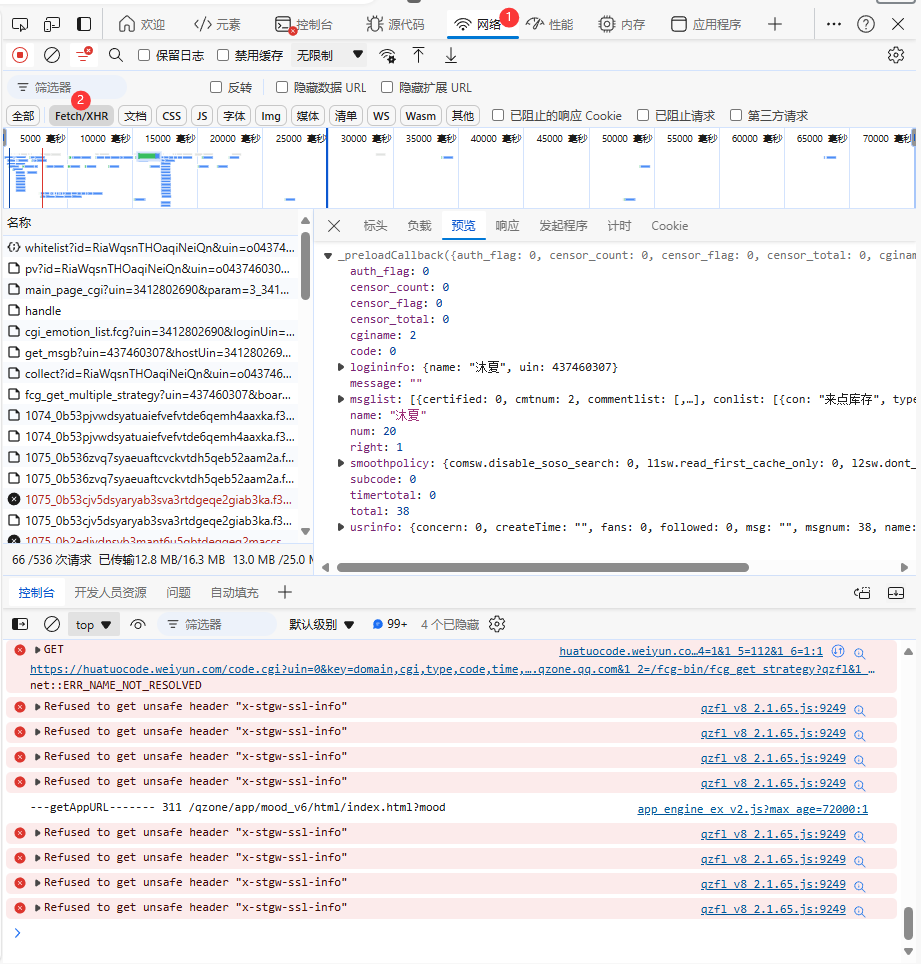 欢迎 元素 控制台 源代码 网络 1 性能 内存 应用程序
保留日志 禁用缓存 无限制
筛选器 反转 隐藏数据 URL 隐藏扩展 URL
2
全部 Fetch/XHR 文档 CSS JS 字体 Img 媒体 清单 WS Wasm 其他 已阻止的响应 Cookie 已阻止请求 第三方请求
5000 毫秒 10000 毫秒 15000 毫秒 20000 毫秒 25000 毫秒 30000 毫秒 35000 毫秒 40000 毫秒 45000 毫秒 50000 毫秒 55000 毫秒 60000 毫秒 65000 毫秒 70000 毫秒
名称
whitelist?id=RiaWqsnTHOaqiNeiQn&uin=o04374...
pv?id=RiaWqsnTHOaqiNeiQn&uin=o043746030...
main_page_cgi?uin=3412802690&param=3_341...
handle
cgi_emotion_list.fcg?uin=3412802690&loginUin=...
get_msgb?uin=437460307&hostUin=341280269...
collect?id=RiaWqsnTHOaqiNeiQn&uin=o043746...
fcg_get_multiple_strategy?uin=437460307&boar...
1074_0b53pjvwdsyatuaiefvefvtde6qemh4aaxka.f3...
1074_0b53pjvwdsyatuaiefvefvtde6qemh4aaxka.f3...
1075_0b536zvq7syaeuaftcvckvtdh5qeb52aam2a.f...
1075_0b536zvq7syaeuaftcvckvtdh5qeb52aam2a.f...
1075_0b53cjv5dsyaryab3sva3rtdgeqe2giab3ka.f3...
1075_0b53cjv5dsyaryab3sva3rtdgeqe2giab3ka.f3...
66 /536 次请求 已传输12.8 MB/16.3 MB 13.0 MB /25.0 M
标头 负载 预览 响应 发起程序 计时 Cookie
_preloadCallback({auth_flag: 0, censor_count: 0, censor_flag: 0, censor_total: 0, cginam
auth_flag: 0
censor_count: 0
censor_flag: 0
censor_total: 0
cginame: 2
code: 0
logininfo: {name: "沐夏", uin: 437460307}
message: ""
msglist: [{certified: 0, cmtnum: 2, commentlist: [,…], conlist: [{con: "来点库存", type
name: "沐夏"
num: 20
right: 1
smoothpolicy: {comsw.disable_soso_search: 0, l1sw.read_first_cache_only: 0, l2sw.dont_
subcode: 0
timertotal: 0
total: 38
usrinfo: {concern: 0, createTime: "", fans: 0, followed: 0, msg: "", msgnum: 38, name:
控制台 开发人员资源 问题 自动填充
top 筛选器 默认级别 99+ 4 个已隐藏
GET huatuocode.weiyun.co…4=1&1 5=112&1 6=1:1
https://huatuocode.weiyun.com/code.cgi?uin=0&key=domain,cgi,type,code,time,….qzone.qq.com&1 2=/fcg-bin/fcg get strategy?qzfl&1 …
net::ERR_NAME_NOT_RESOLVED
Refused to get unsafe header "x-stgw-ssl-info" qzfl v8 2.1.65.js:9249
Refused to get unsafe header "x-stgw-ssl-info" qzfl v8 2.1.65.js:9249
Refused to get unsafe header "x-stgw-ssl-info" qzfl v8 2.1.65.js:9249
Refused to get unsafe header "x-stgw-ssl-info" qzfl v8 2.1.65.js:9249
---getAppURL------- 311 /qzone/app/mood_v6/html/index.html?mood app engine ex v2.js?max age=72000:1
Refused to get unsafe header "x-stgw-ssl-info" qzfl v8 2.1.65.js:9249
Refused to get unsafe header "x-stgw-ssl-info" qzfl v8 2.1.65.js:9249
Refused to get unsafe header "x-stgw-ssl-info" qzfl v8 2.1.65.js:9249
Refused to get unsafe header "x-stgw-ssl-info" qzfl v8 2.1.65.js:9249